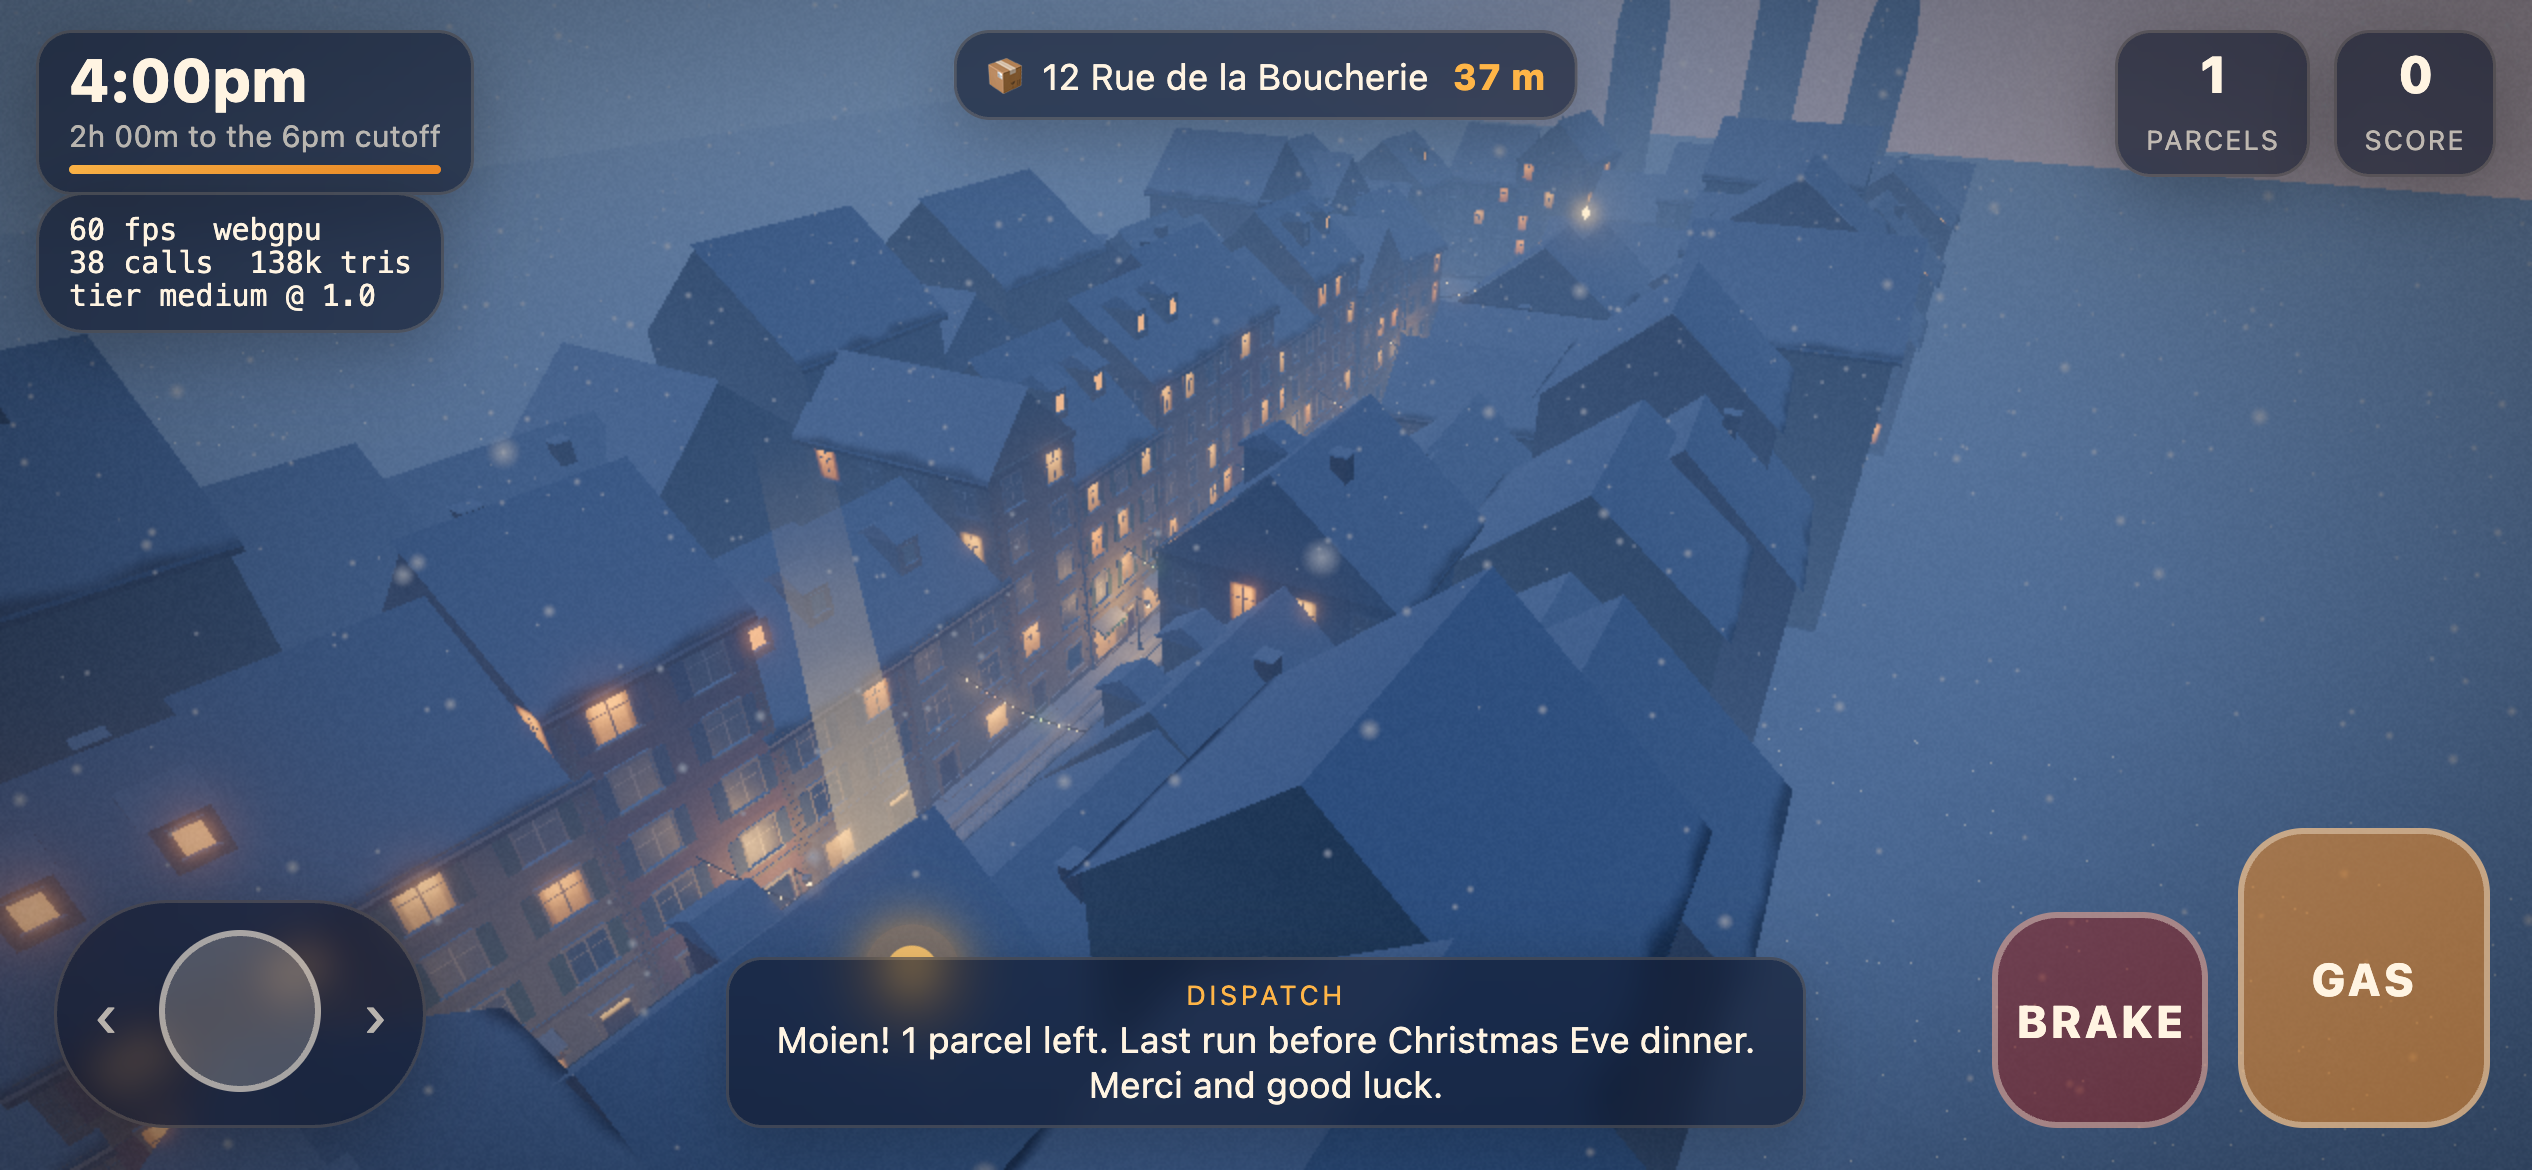 4:00pm
2h 00m to the 6pm cutoff
60 fps webgpu
38 calls 138k tris
tier medium @ 1.0
12 Rue de la Boucherie 37 m
1
PARCELS
0
SCORE
DISPATCH
Moien! 1 parcel left. Last run before Christmas Eve dinner.
Merci and good luck.
‹ ›
BRAKE
GAS